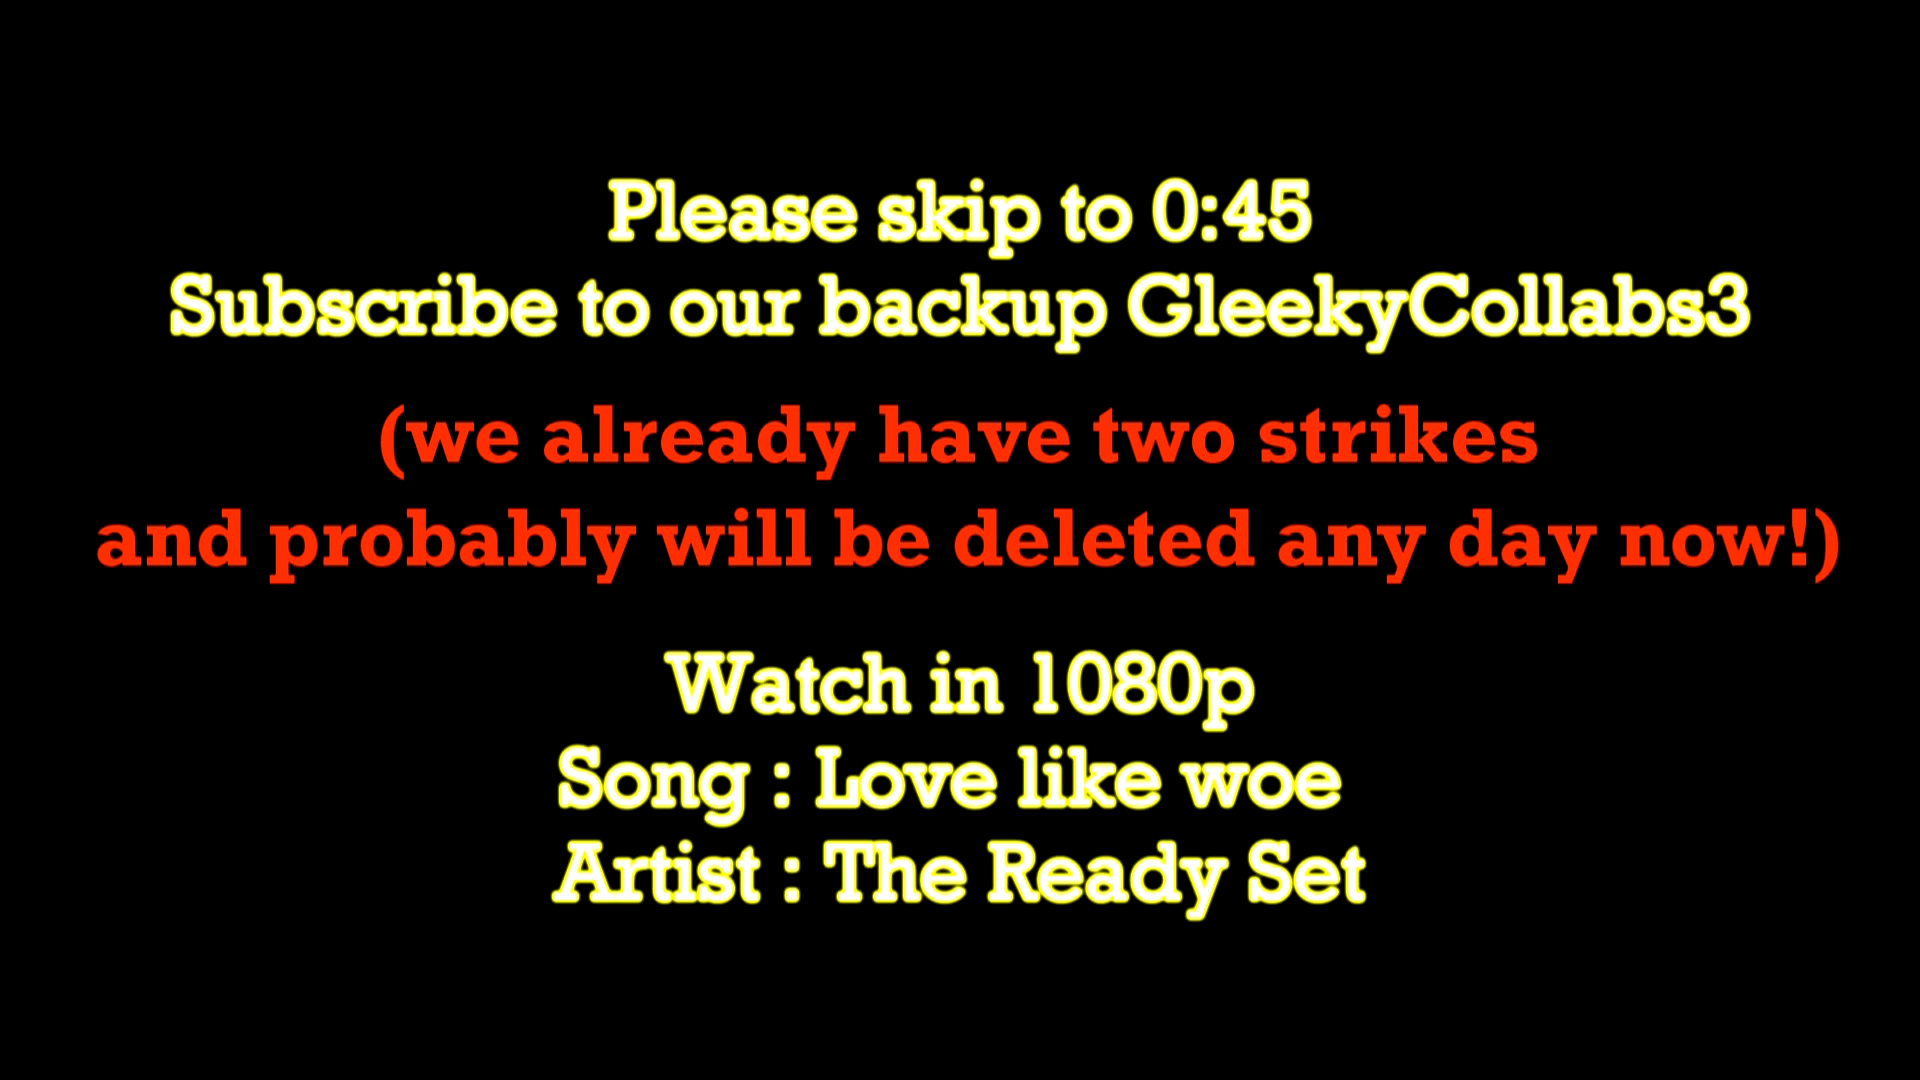 Please skip to 0:45
Subscribe to our backup GleekyCollabs3
(we already have two strikes
and probably will be deleted any day now!)
Watch in 1080p
Song : Love like woe
Artist : The Ready Set